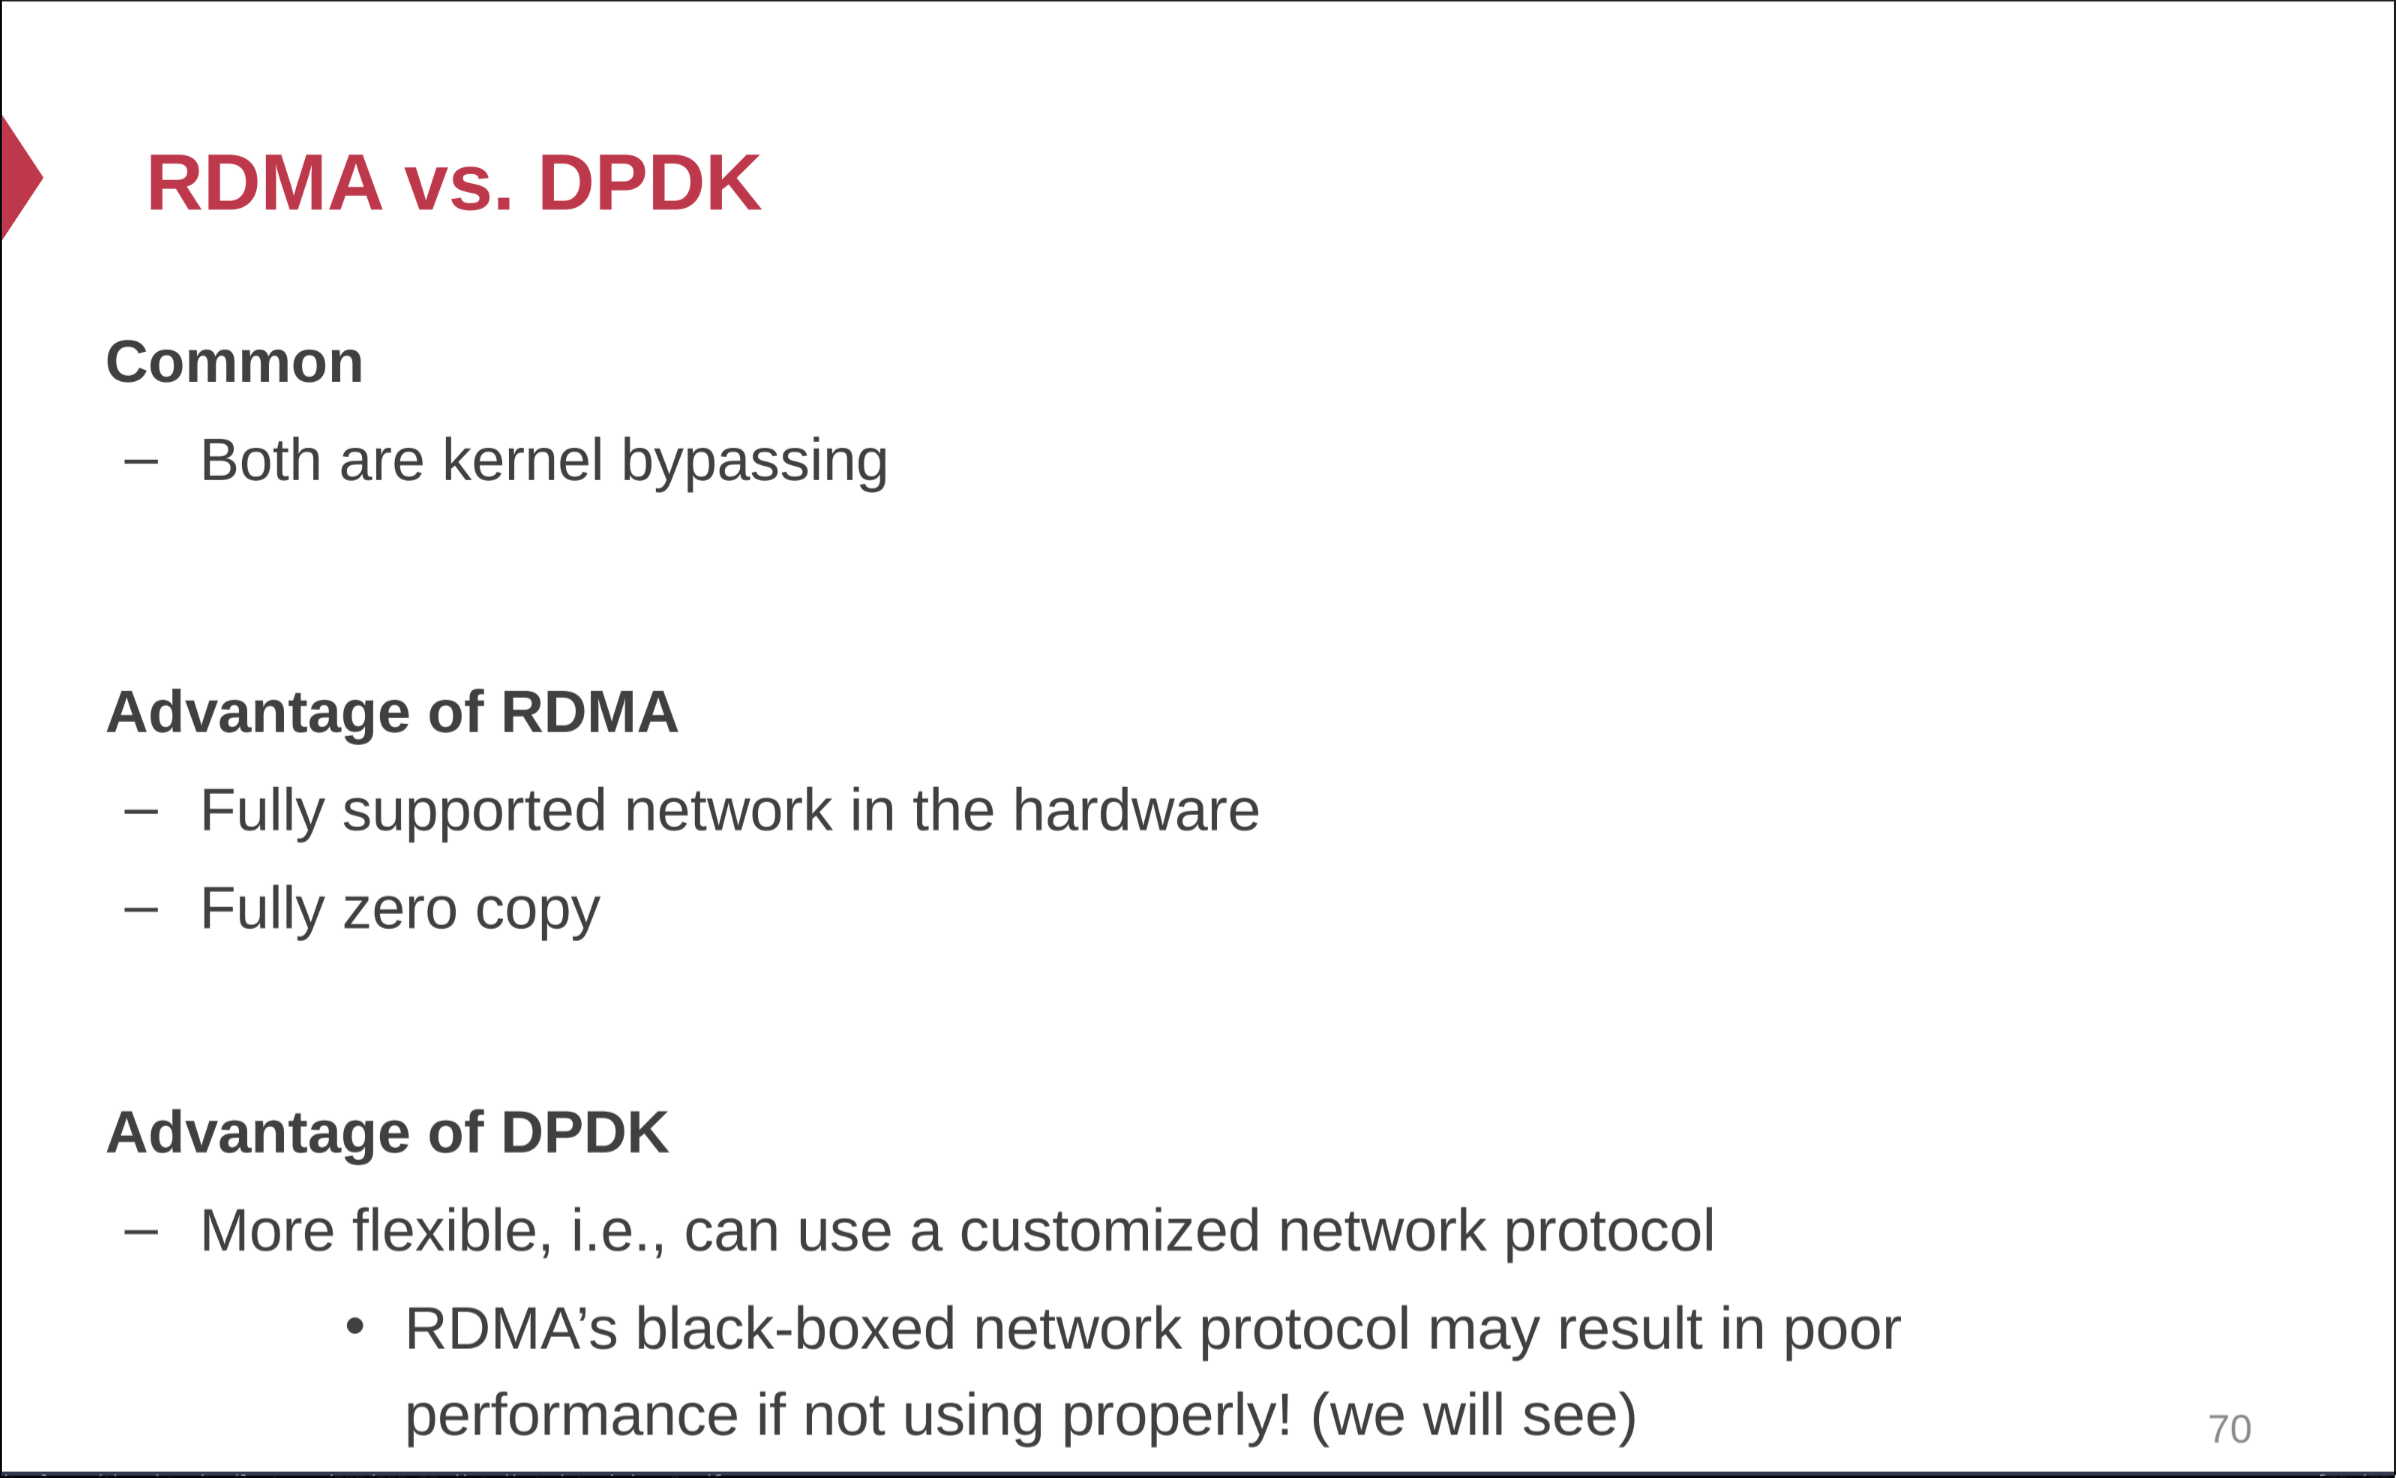 RDMA vs. DPDK
Common
– Both are kernel bypassing
Advantage of RDMA
– Fully supported network in the hardware
– Fully zero copy
Advantage of DPDK
– More flexible, i.e., can use a customized network protocol
• RDMA’s black-boxed network protocol may result in poor
performance if not using properly! (we will see)
70